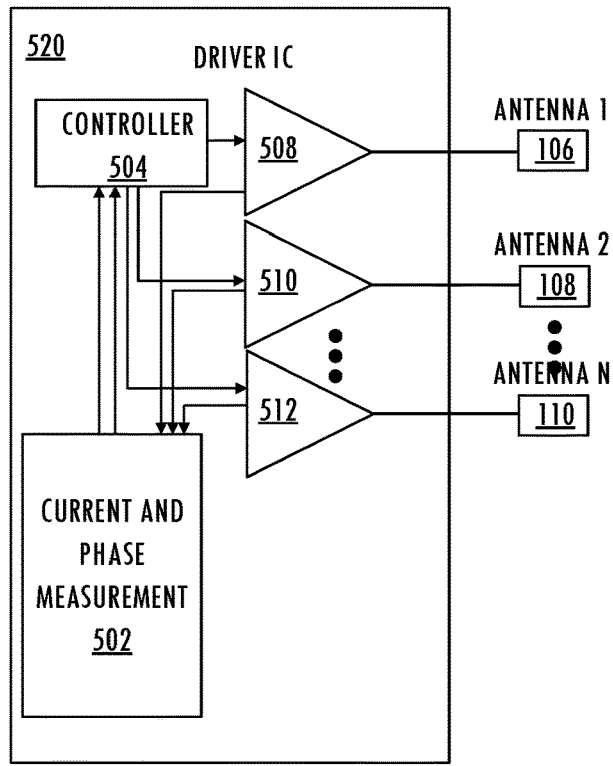 520
DRIVER IC
CONTROLLER
504
508
ANTENNA 1
106
510
ANTENNA 2
108
512
ANTENNA N
110
CURRENT AND
PHASE
MEASUREMENT
502